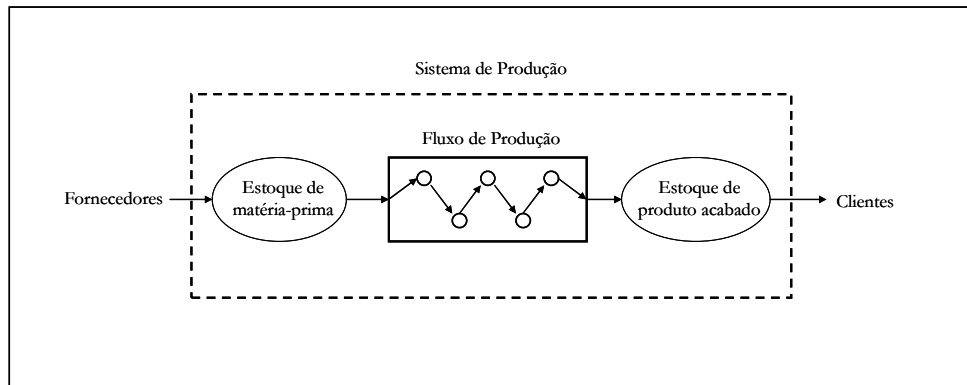 Sistema de Produção
Fluxo de Produção
Fornecedores
Estoque de
matéria-prima
Estoque de
produto acabado
Clientes